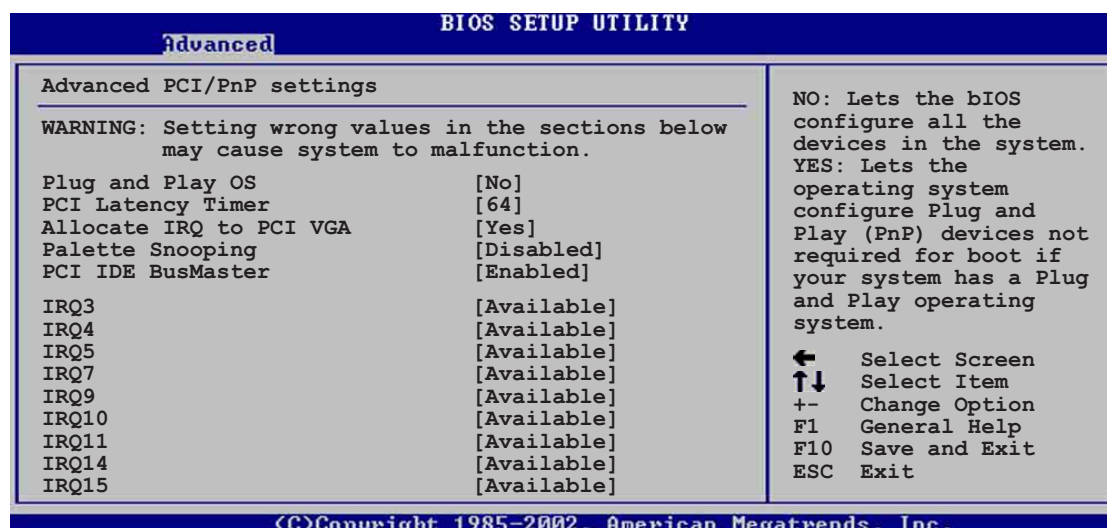 BIOS SETUP UTILITY
Advanced
Advanced PCI/PnP settings
WARNING: Setting wrong values in the sections below
may cause system to malfunction.
Plug and Play OS [No]
PCI Latency Timer [64]
Allocate IRQ to PCI VGA [Yes]
Palette Snooping [Disabled]
PCI IDE BusMaster [Enabled]
IRQ3 [Available]
IRQ4 [Available]
IRQ5 [Available]
IRQ7 [Available]
IRQ9 [Available]
IRQ10 [Available]
IRQ11 [Available]
IRQ14 [Available]
IRQ15 [Available]
NO: Lets the bIOS
configure all the
devices in the system.
YES: Lets the
operating system
configure Plug and
Play (PnP) devices not
required for boot if
your system has a Plug
and Play operating
system.
← Select Screen
↑↓ Select Item
+- Change Option
F1 General Help
F10 Save and Exit
ESC Exit
(C)Copyright 1985-2002, American Megatrends, Inc.